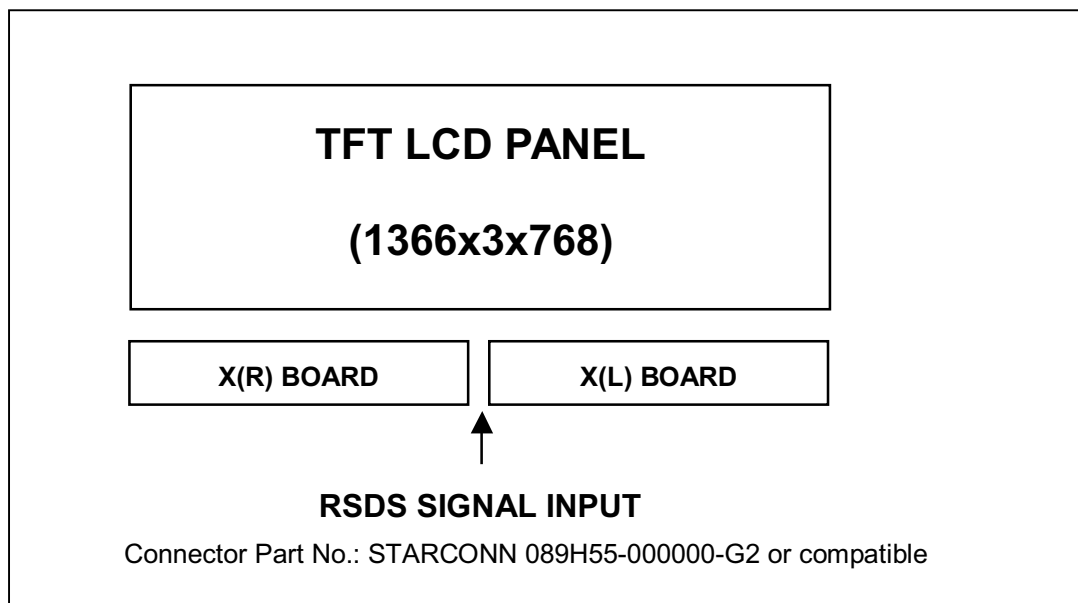 TFT LCD PANEL
(1366x3x768)
X(R) BOARD
X(L) BOARD
RSDS SIGNAL INPUT
Connector Part No.: STARCONN 089H55-000000-G2 or compatible